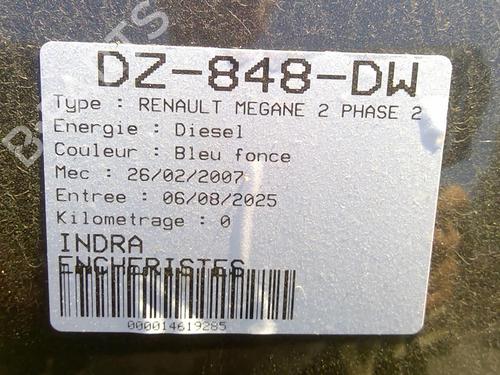 DZ-848-DW
Type : RENAULT MEGANE 2 PHASE 2
Energie : Diesel
Couleur : Bleu fonce
Mec : 26/02/2007
Entree : 06/08/2025
Kilometrage : 0
INDRA
ENCHERISTES
000014619285